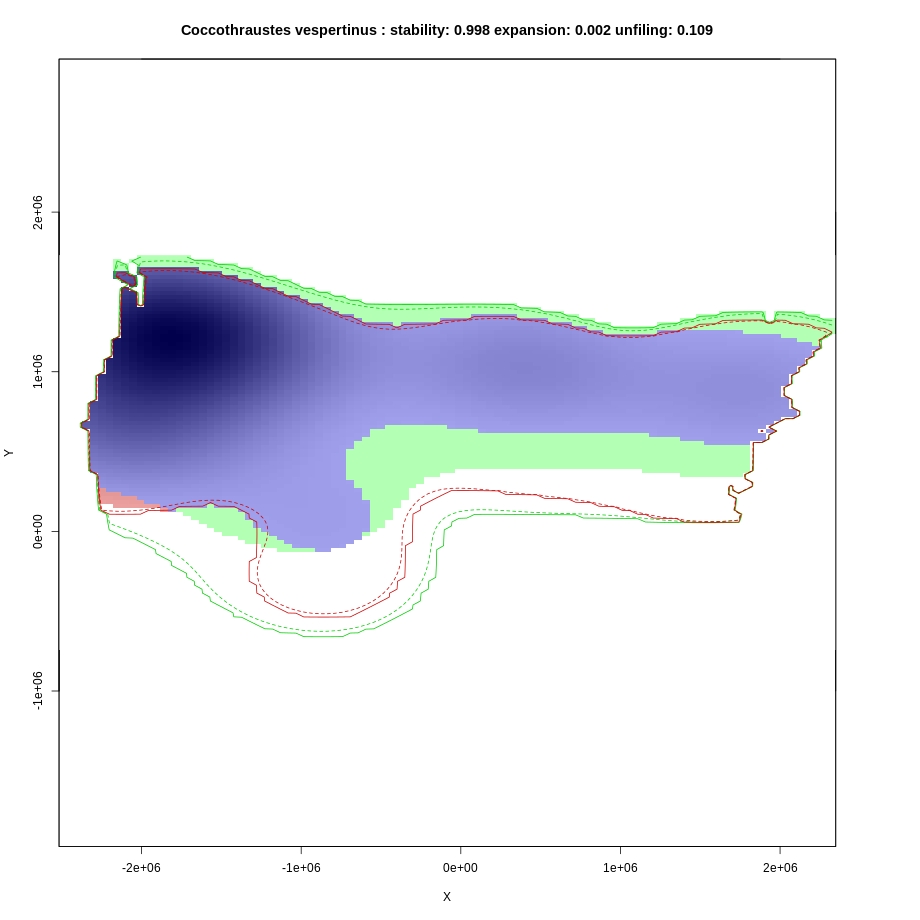 Coccothraustes vespertinus : stability: 0.998 expansion: 0.002 unfiling: 0.109
2e+06
1e+06
0e+00
-1e+06
Y
-2e+06 -1e+06 0e+00 1e+06 2e+06
X